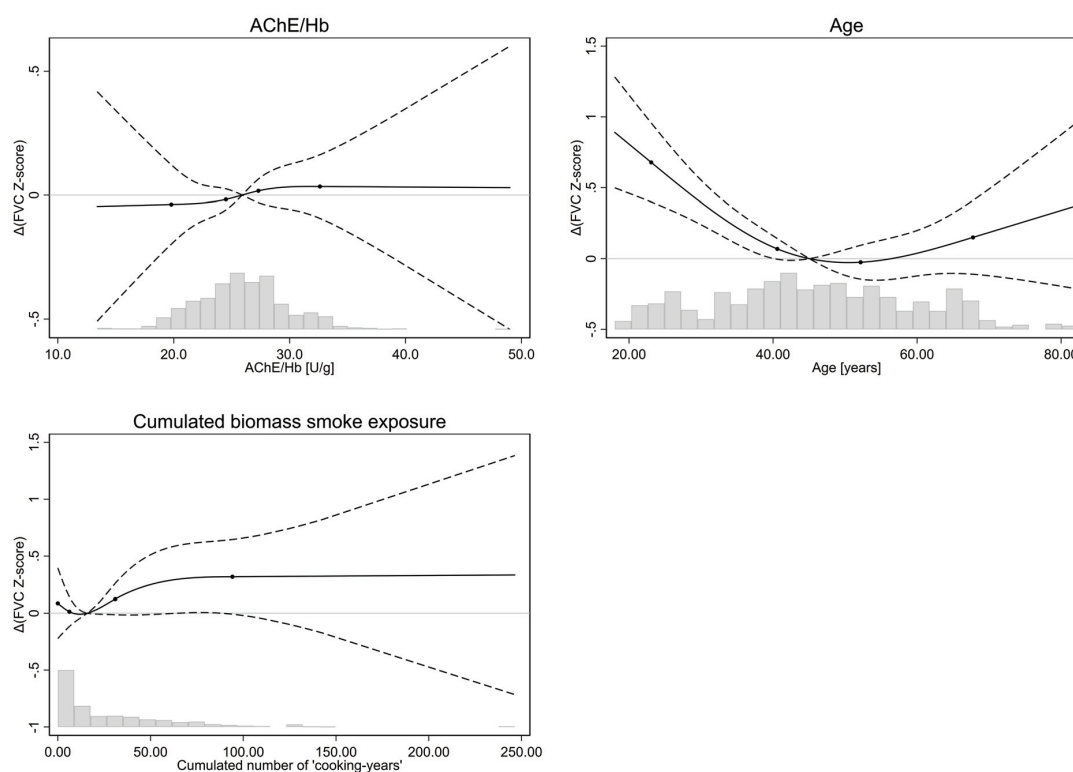 AChE/Hb
Δ(FVC Z-score)
.5
0
-.5
10.0 20.0 30.0 40.0 50.0
AChE/Hb [U/g]
Age
Δ(FVC Z-score)
1.5
1
.5
0
-.5
20.00 40.00 60.00 80.00
Age [years]
Cumulated biomass smoke exposure
Δ(FVC Z-score)
1.5
1
.5
0
-.5
-1
0.00 50.00 100.00 150.00 200.00 250.00
Cumulated number of 'cooking-years'